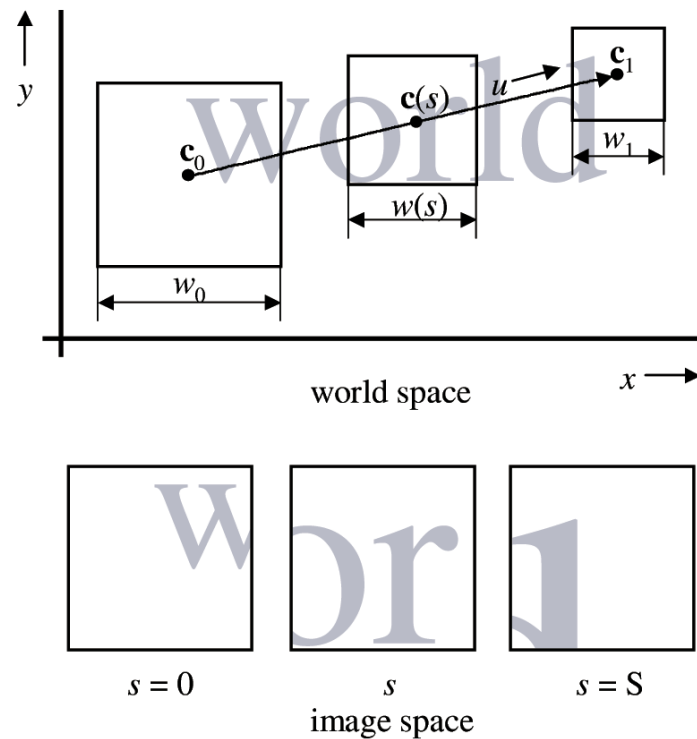 y
world
c₀
c(s)
u
c₁
w₀
w(s)
w₁
x
world space
w
or
d
s = 0
s
s = S
image space